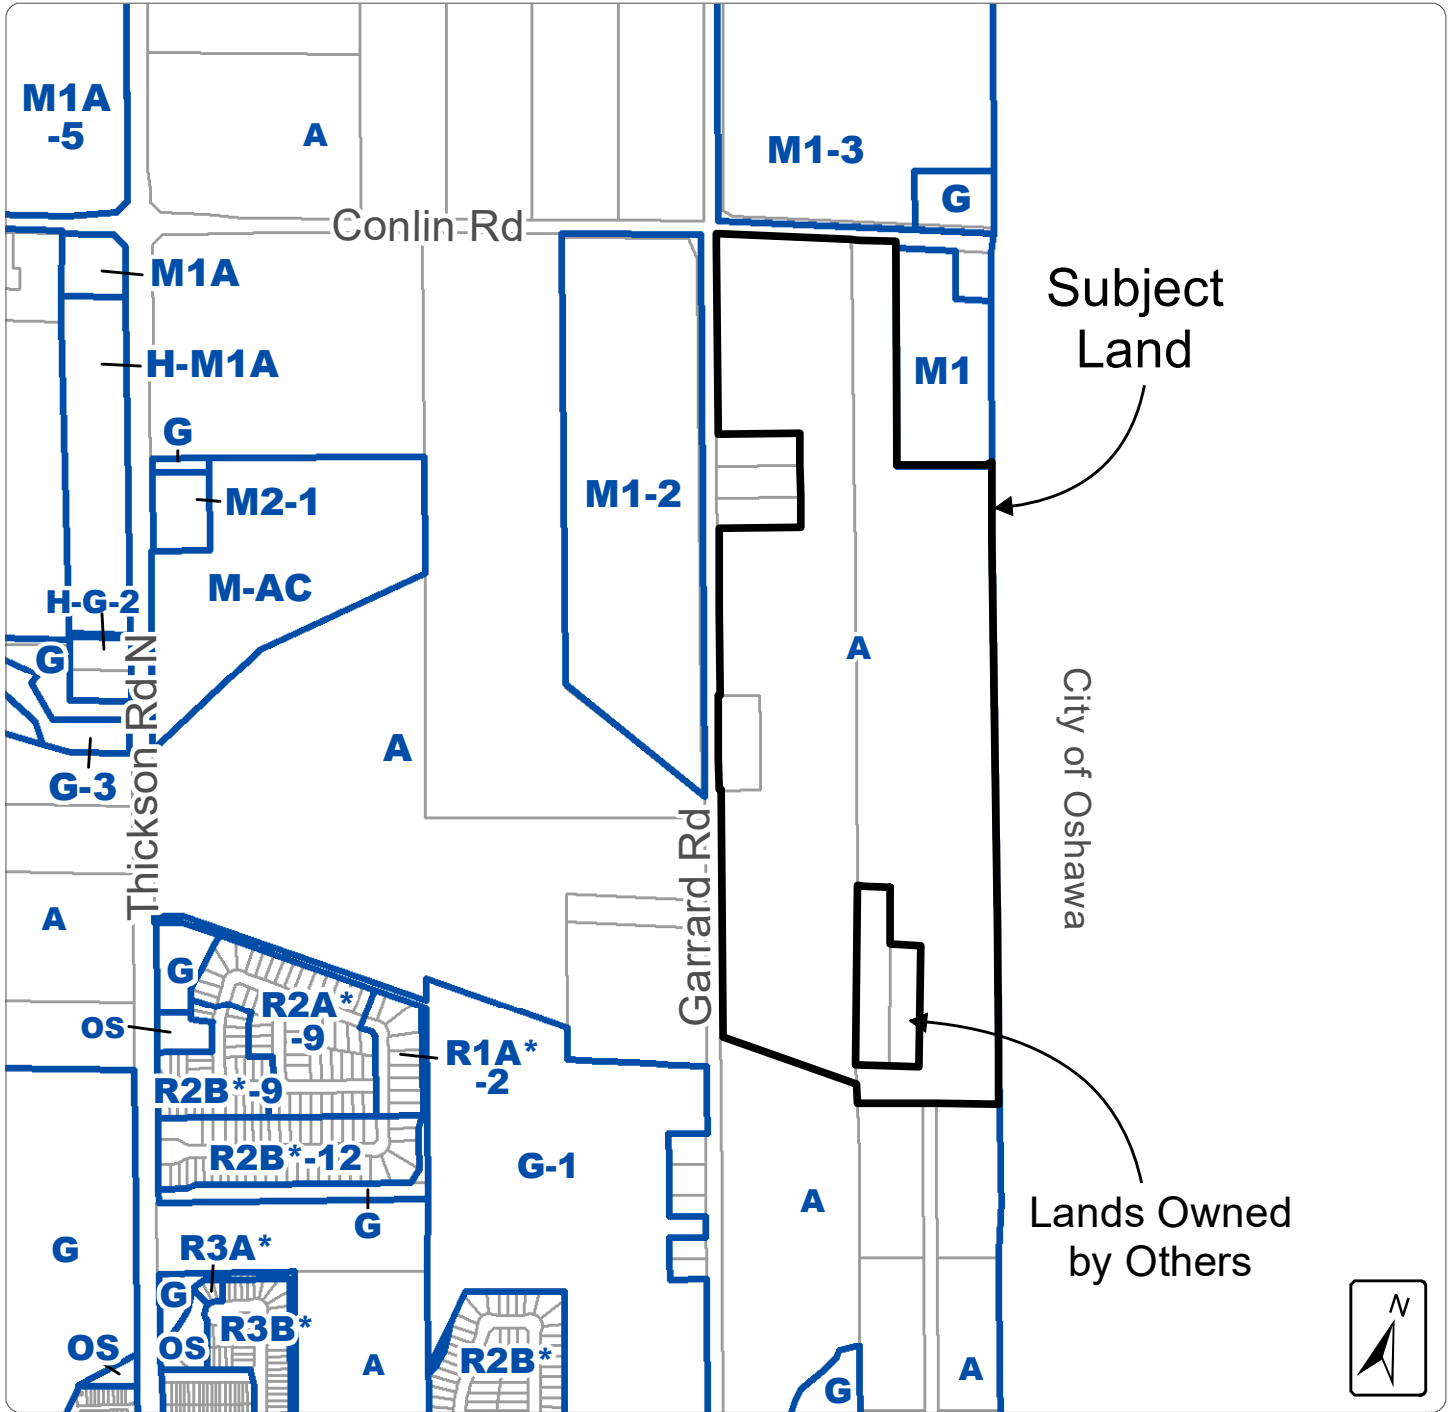 M1A
-5
A
M1-3
G
Conlin Rd
M1A
Subject
Land
H-M1A
M1
G
M2-1
M1-2
M-AC
H-G-2
G
A
Thickson Rd N
City of Oshawa
A
G-3
Garrard Rd
A
G
R2A*
-9
OS
R1A*
-2
R2B*-9
R2B*-12
G-1
A
G
Lands Owned
by Others
G
R3A*
G
R3B*
OS
OS
A
R2B*
A
G
N